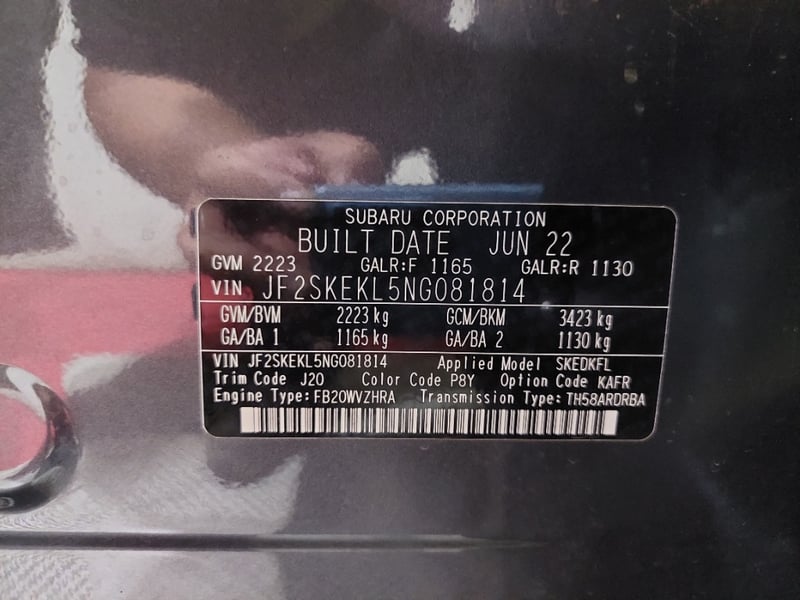 SUBARU CORPORATION
BUILT DATE JUN 22
GVM 2223 GALR:F 1165 GALR:R 1130
VIN JF2SKEKL5NG081814
GVM/BVM 2223 kg GCM/BKM 3423 kg
GA/BA 1 1165 kg GA/BA 2 1130 kg
VIN JF2SKEKL5NG081814 Applied Model SKEDKFL
Trim Code J20 Color Code P8Y Option Code KAFR
Engine Type:FB20WVZHRA Transmission Type:TH58ARDRBA